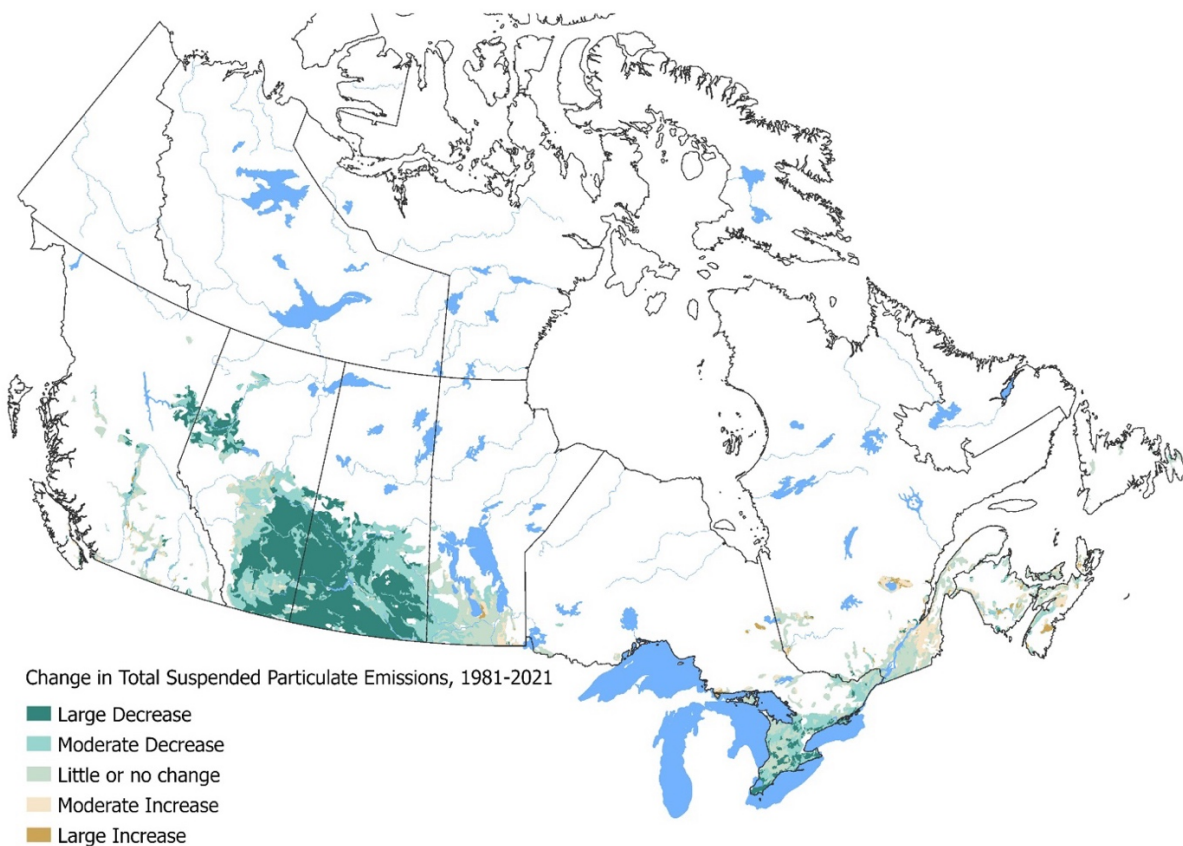 Change in Total Suspended Particulate Emissions, 1981-2021
Large Decrease
Moderate Decrease
Little or no change
Moderate Increase
Large Increase